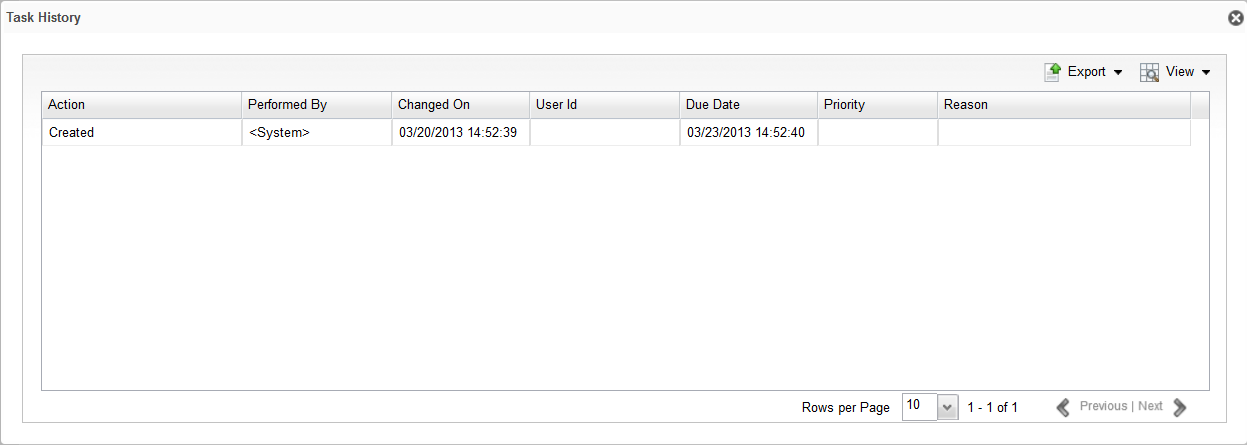 Task History
Export View
Action Performed By Changed On User Id Due Date Priority Reason
Created <System> 03/20/2013 14:52:39 03/23/2013 14:52:40
Rows per Page 10 1 - 1 of 1 Previous | Next